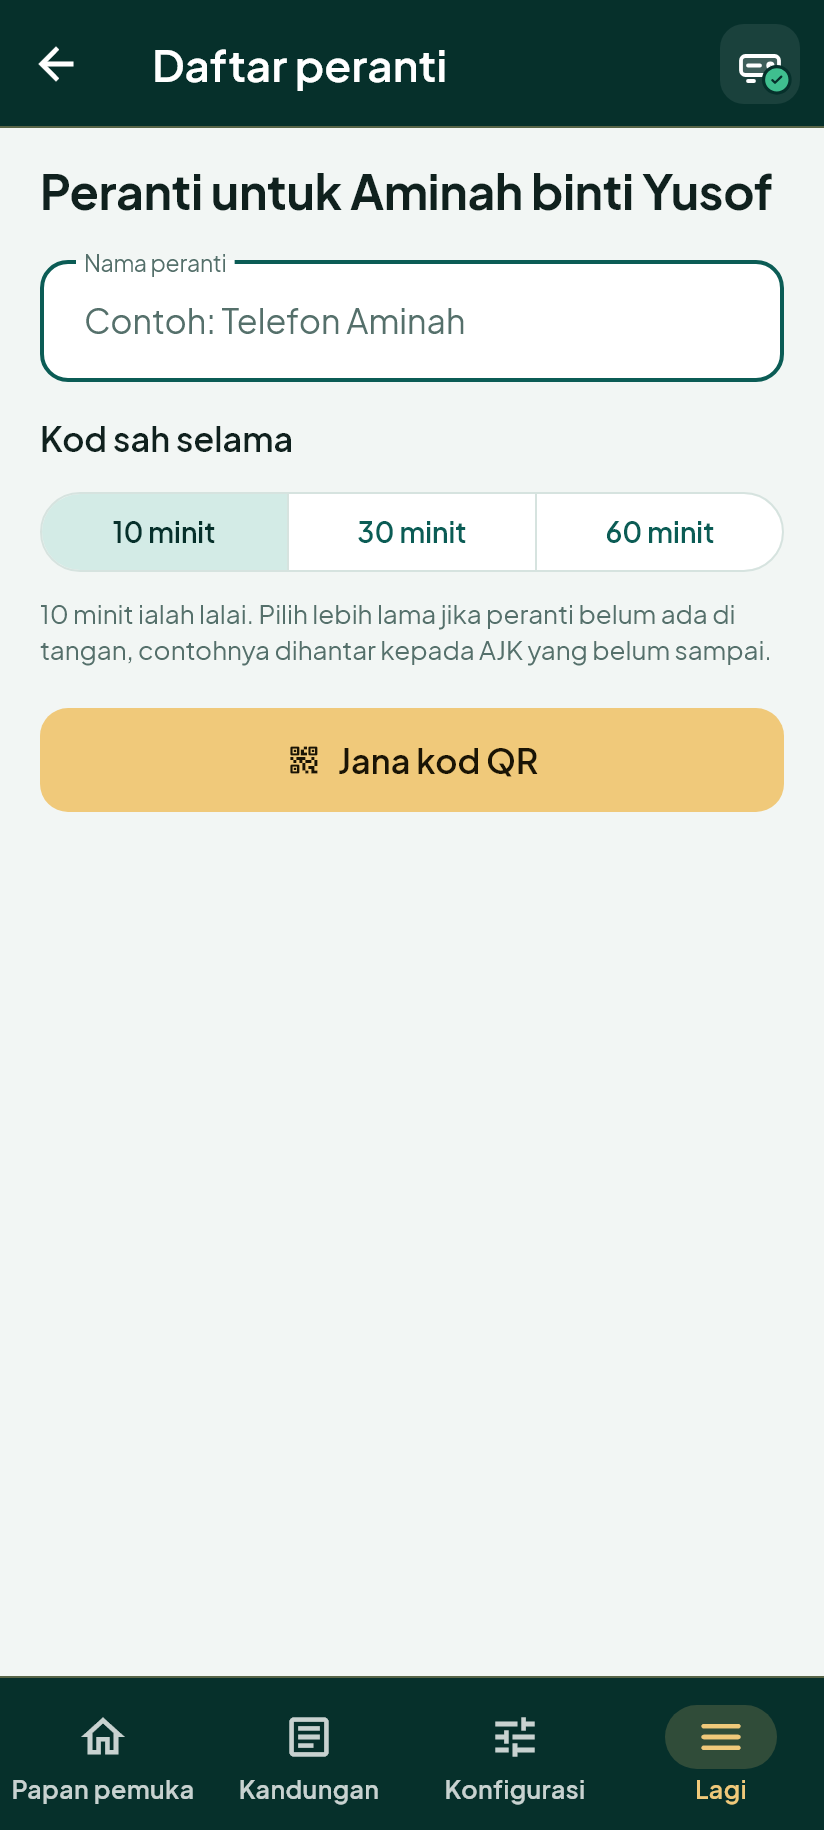 Daftar peranti
Peranti untuk Aminah binti Yusof
Nama peranti
Contoh: Telefon Aminah
Kod sah selama
10 minit
30 minit
60 minit
10 minit ialah lalai. Pilih lebih lama jika peranti belum ada di
tangan, contohnya dihantar kepada AJK yang belum sampai.
Jana kod QR
Papan pemuka
Kandungan
Konfigurasi
Lagi